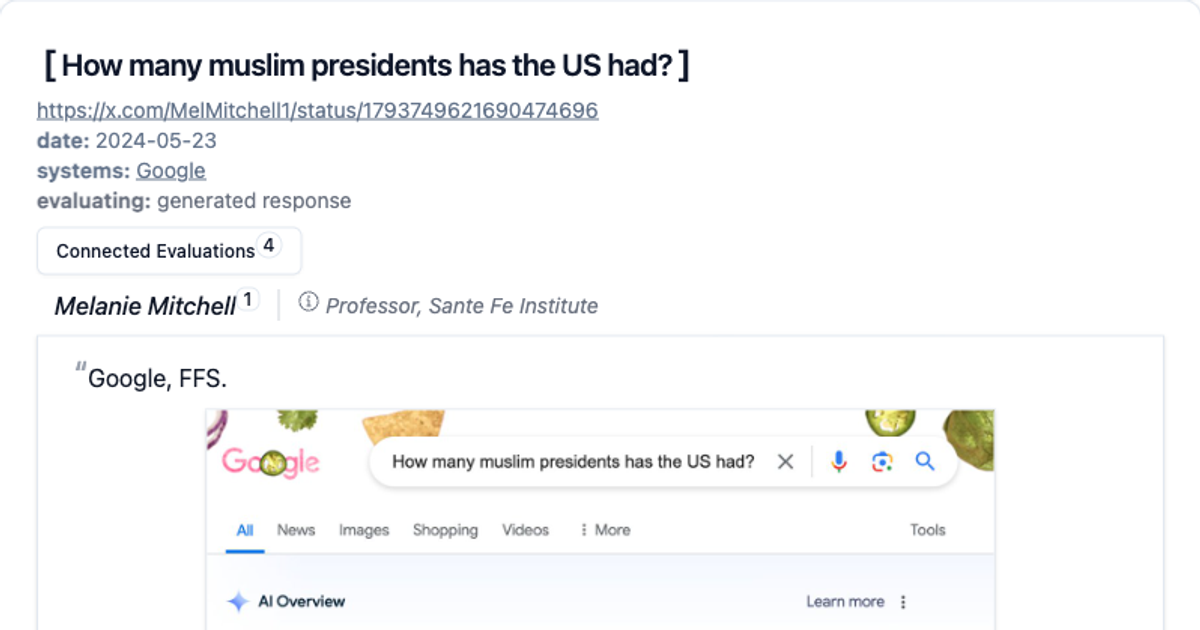 [ How many muslim presidents has the US had? ]
https://x.com/MelMitchell1/status/1793749621690474696
date: 2024-05-23
systems: Google
evaluating: generated response
Connected Evaluations 4
Melanie Mitchell 1 Professor, Sante Fe Institute
“Google, FFS.
Google How many muslim presidents has the US had?
All News Images Shopping Videos More Tools
AI Overview Learn more